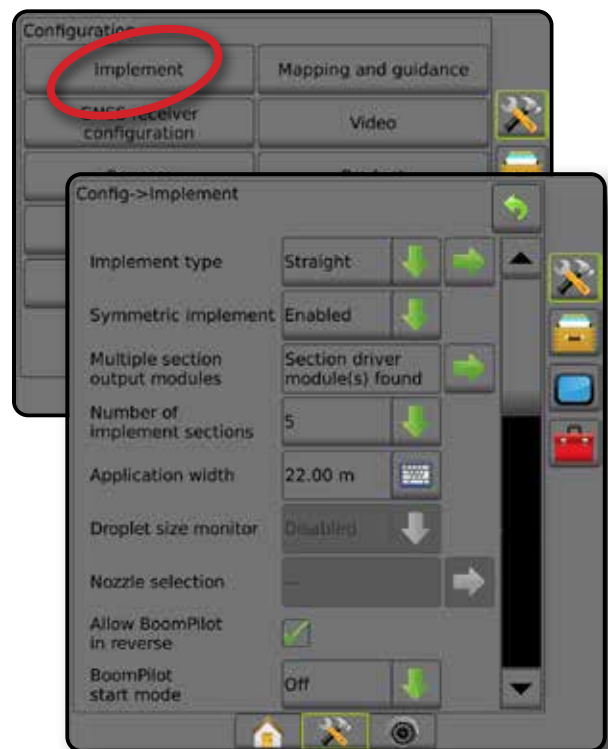 Configuration
Implement
Mapping and guidance
GNSS receiver
configuration
Video
Config->Implement
Implement type
Straight
Symmetric implement
Enabled
Multiple section
output modules
Section driver
module(s) found
Number of
implement sections
5
Application width
22.00 m
Droplet size monitor
Disabled
Nozzle selection
---
Allow BoomPilot
in reverse
BoomPilot
start mode
Off